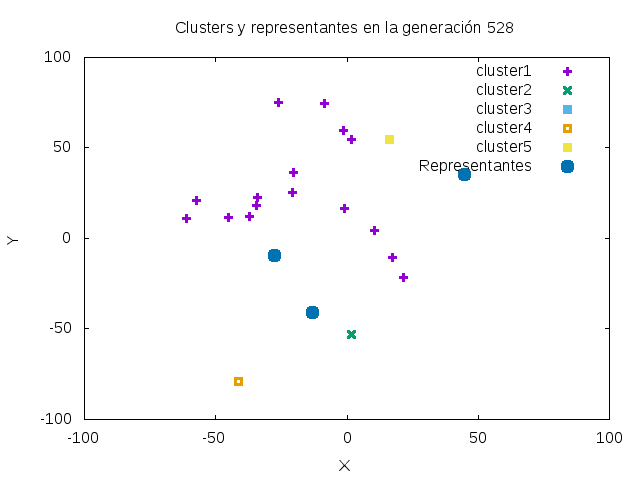 Clusters y representantes en la generación 528
100
50
0
-50
-100
-100
-50
0
50
100
Y
X
cluster1
cluster2
cluster3
cluster4
cluster5
Representantes